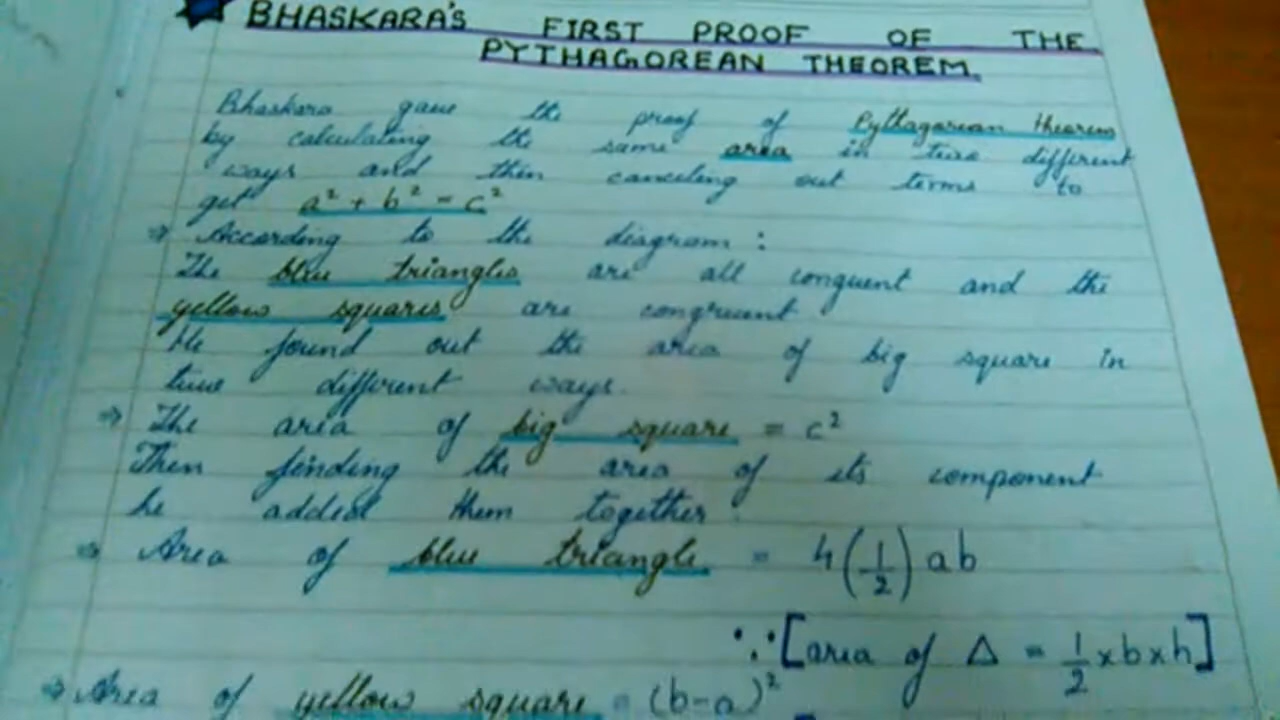 BHASKARA'S FIRST PROOF OF THE
PYTHAGOREAN THEOREM.
Bhaskara gave the proof of Pythagorean theorem
by calculating the same area in two different
ways and then canceling out terms to
get a² + b² = c²
⇒ According to the diagram :
The blue triangles are all congruent and the
yellow squares are congruent
He found out the area of big square in
two different ways.
⇒ The area of big square = c²
Then finding the area of its component
he added them together.
⇒ Area of blue triangle = 4(1/2) ab
∵ [area of Δ = 1/2 x b x h]
⇒ Area of yellow square = (b-a)²